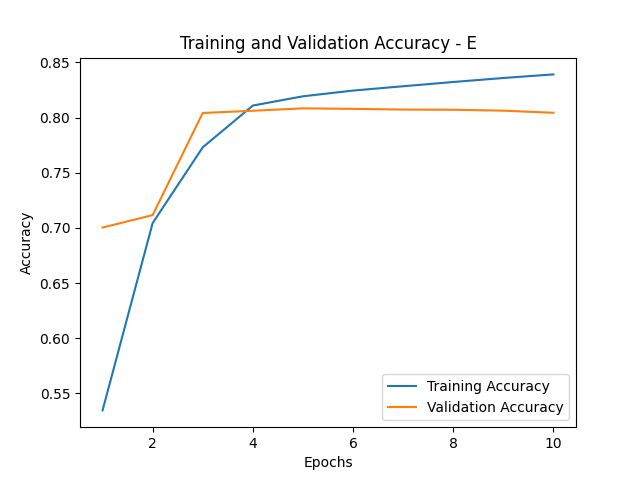 Training and Validation Accuracy - E
0.85
0.80
0.75
0.70
0.65
0.60
0.55
Accuracy
Training Accuracy
Validation Accuracy
2
4
6
8
10
Epochs